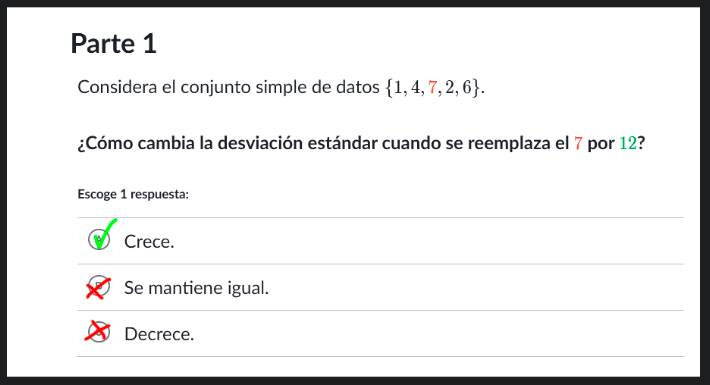 Parte 1
Considera el conjunto simple de datos {1, 4, 7, 2, 6}.
¿Cómo cambia la desviación estándar cuando se reemplaza el 7 por 12?
Escoge 1 respuesta:
Crece.
Se mantiene igual.
Decrece.